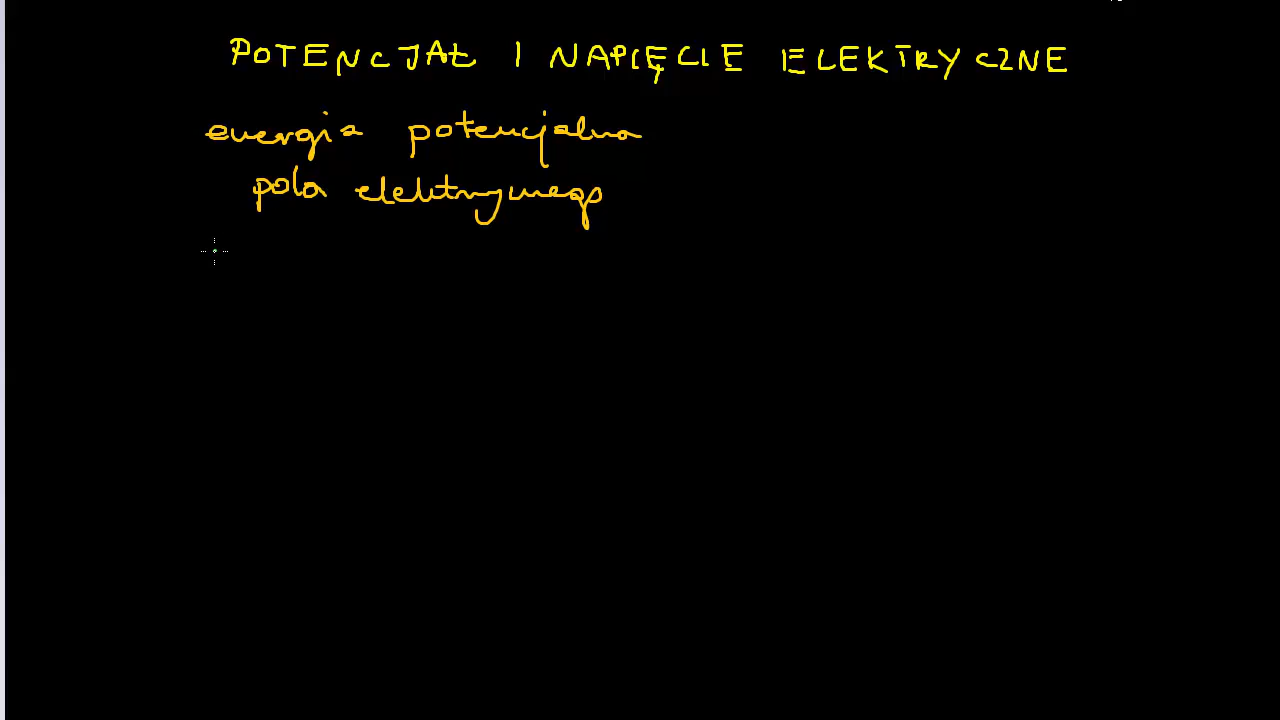 POTENCJAŁ I NAPIĘCIE ELEKTRYCZNE
energia potencjalna
pola elektrycznego